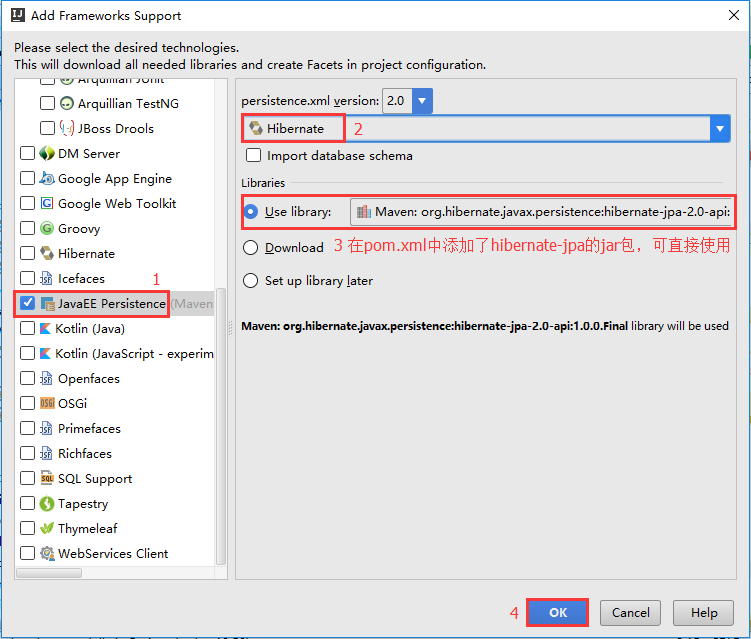 Add Frameworks Support
Please select the desired technologies.
This will download all needed libraries and create Facets in project configuration.
Arquillian JUnit
Arquillian TestNG
JBoss Drools
DM Server
Google App Engine
Google Web Toolkit
Groovy
Hibernate
Icefaces
1
JavaEE Persistence (Maven
Kotlin (Java)
Kotlin (JavaScript - experim
Openfaces
OSGi
Primefaces
Richfaces
SQL Support
Tapestry
Thymeleaf
WebServices Client
persistence.xml version: 2.0
Hibernate 2
Import database schema
Libraries
Use library: Maven: org.hibernate.javax.persistence:hibernate-jpa-2.0-api:
Download 3 在pom.xml中添加了hibernate-jpa的jar包，可直接使用
Set up library later
Maven: org.hibernate.javax.persistence:hibernate-jpa-2.0-api:1.0.0.Final library will be used
4 OK Cancel Help